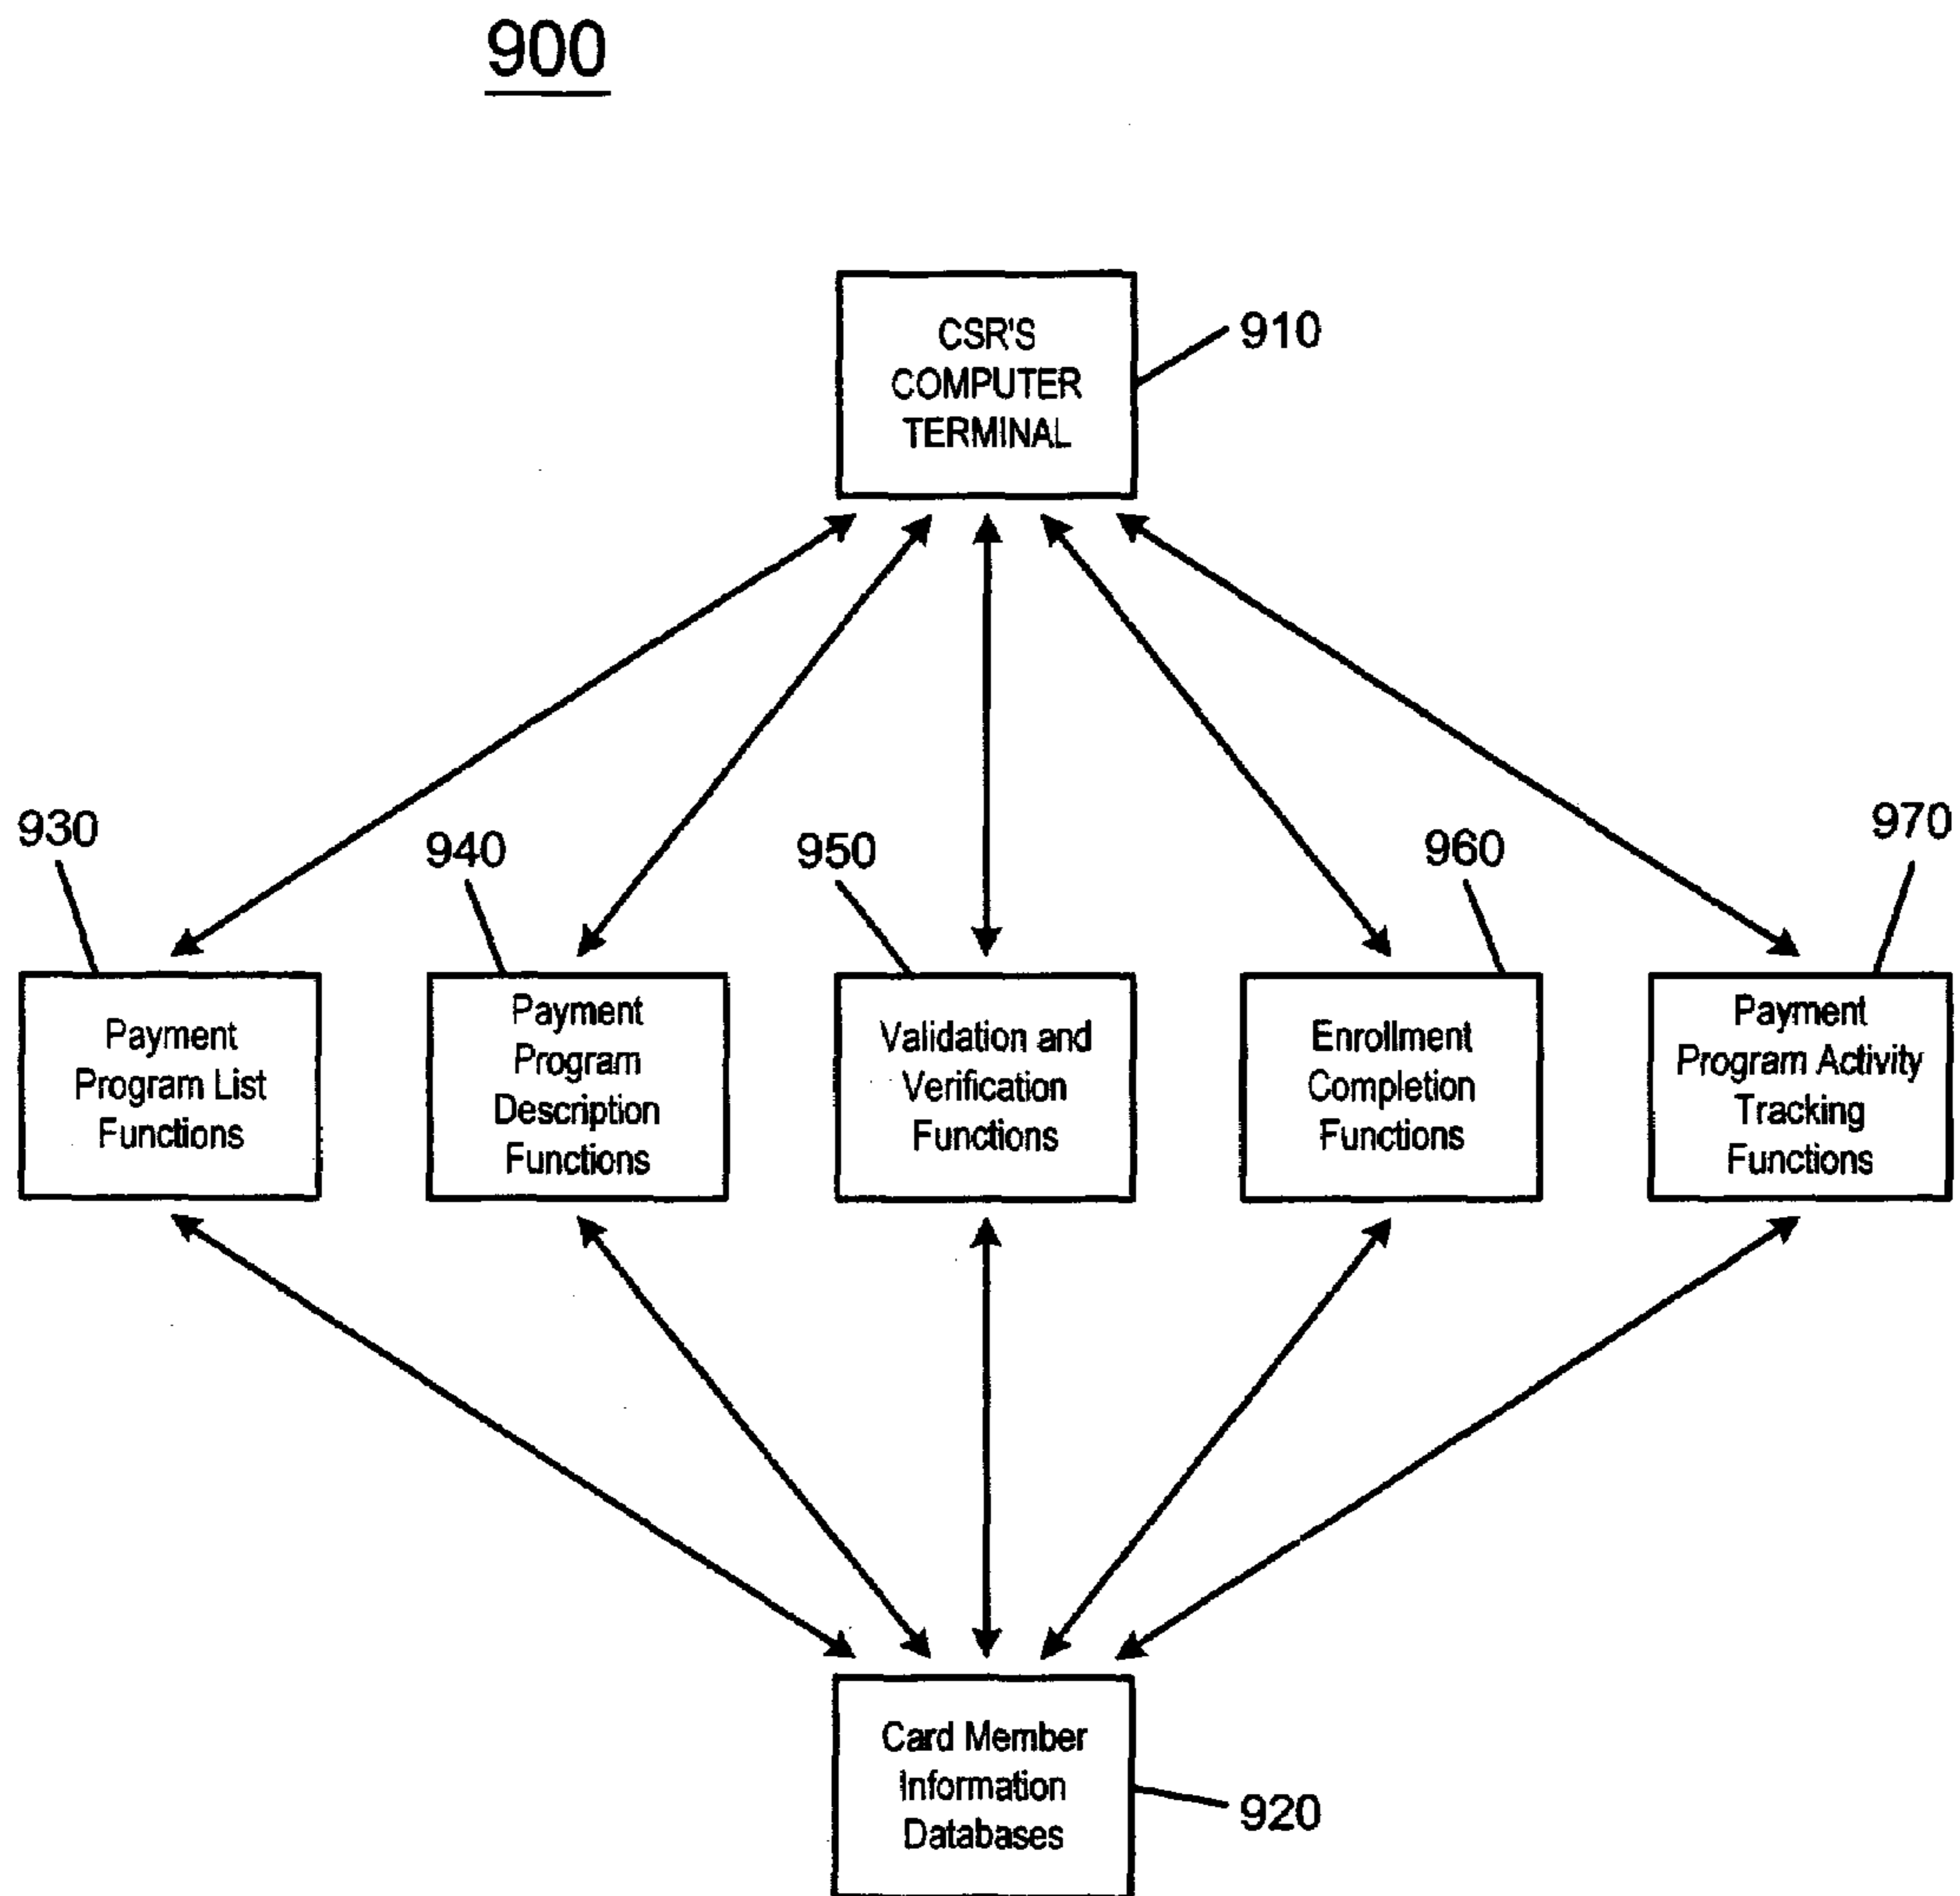 900
CSR'S
COMPUTER
TERMINAL
910
930
940
950
960
970
Payment
Program List
Functions
Payment
Program
Description
Functions
Validation and
Verification
Functions
Enrollment
Completion
Functions
Payment
Program Activity
Tracking
Functions
Card Member
Information
Databases
920